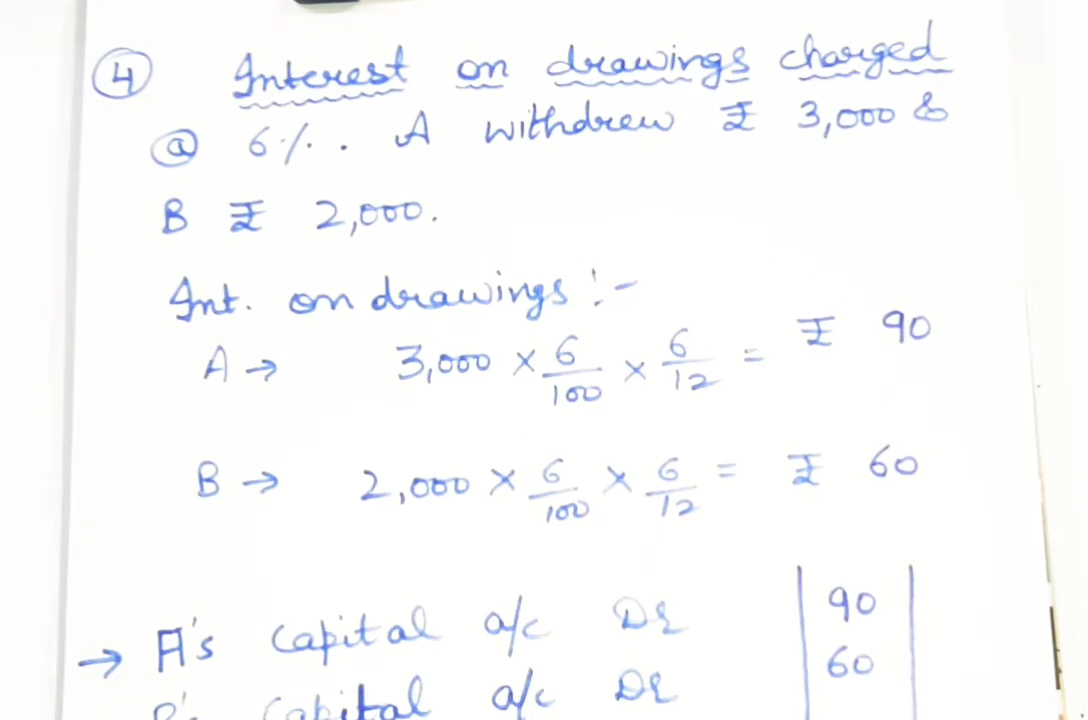 4 Interest on drawings charged
@ 6%. A withdrew ₹ 3,000 &
B ₹ 2,000.
Int. on drawings :-
A → 3,000 × 6/100 × 6/12 = ₹ 90
B → 2,000 × 6/100 × 6/12 = ₹ 60
→ A's capital a/c Dr 90
B's capital a/c Dr 60